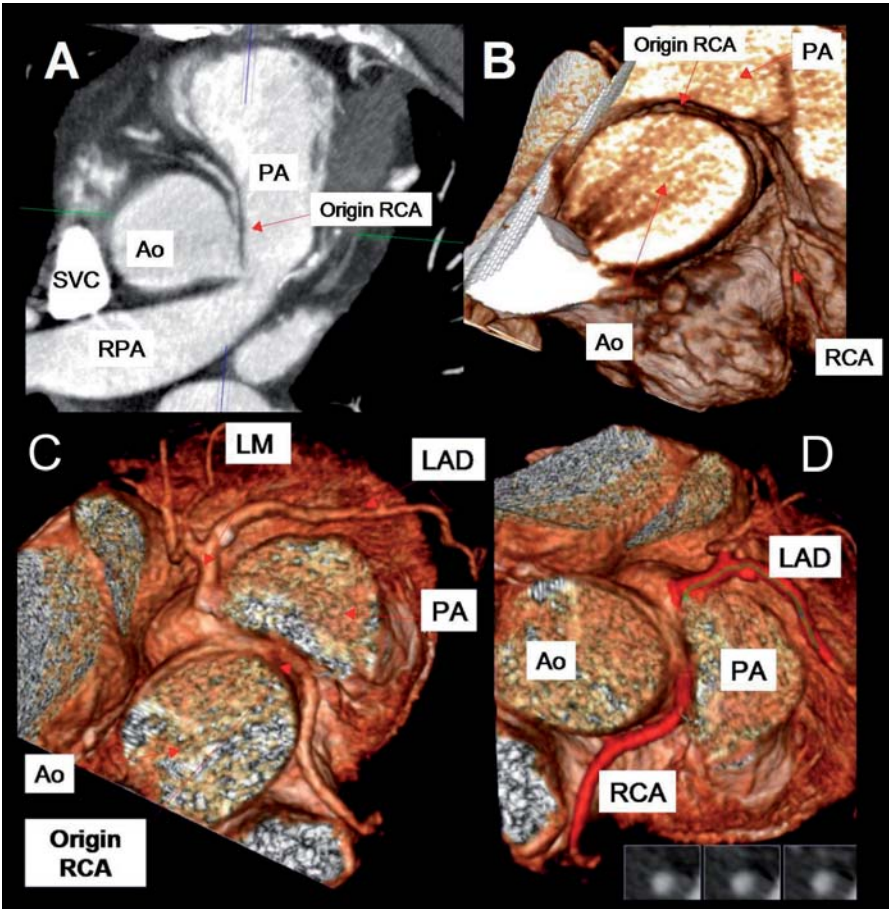 A
PA
Origin RCA
Ao
SVC
RPA
B
Origin RCA
PA
Ao
RCA
C
LM
LAD
PA
Ao
Origin
RCA
D
LAD
Ao
PA
RCA